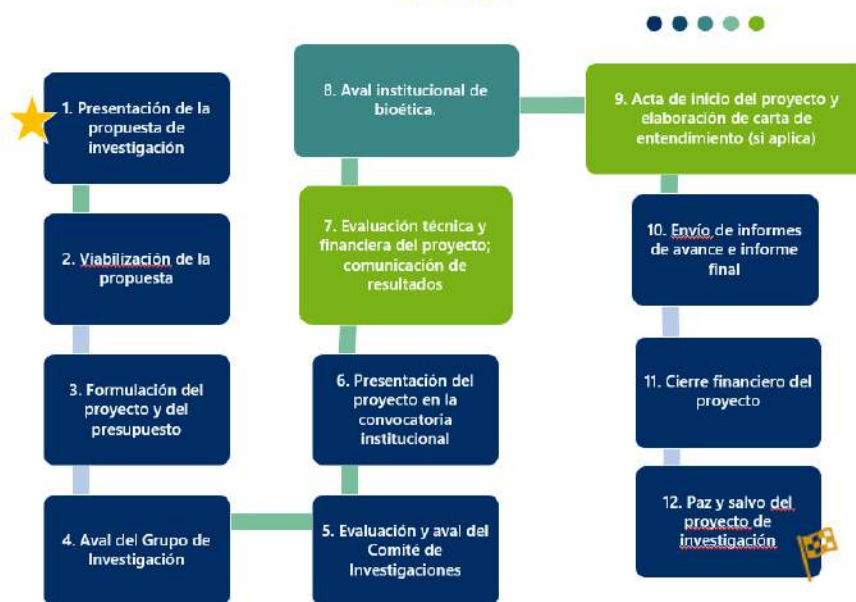 1. Presentación de la
propuesta de
investigación
2. Viabilización de la
propuesta
3. Formulación del
proyecto y del
presupuesto
4. Aval del Grupo de
Investigación
5. Evaluación y aval del
Comité de
Investigaciones
6. Presentación del
proyecto en la
convocatoria
institucional
7. Evaluación técnica y
financiera del proyecto;
comunicación de
resultados
8. Aval institucional de
bioética.
9. Acta de inicio del proyecto y
elaboración de carta de
entendimiento (si aplica)
10. Envío de informes
de avance e informe
final
11. Cierre financiero del
proyecto
12. Paz y salvo del
proyecto de
investigación